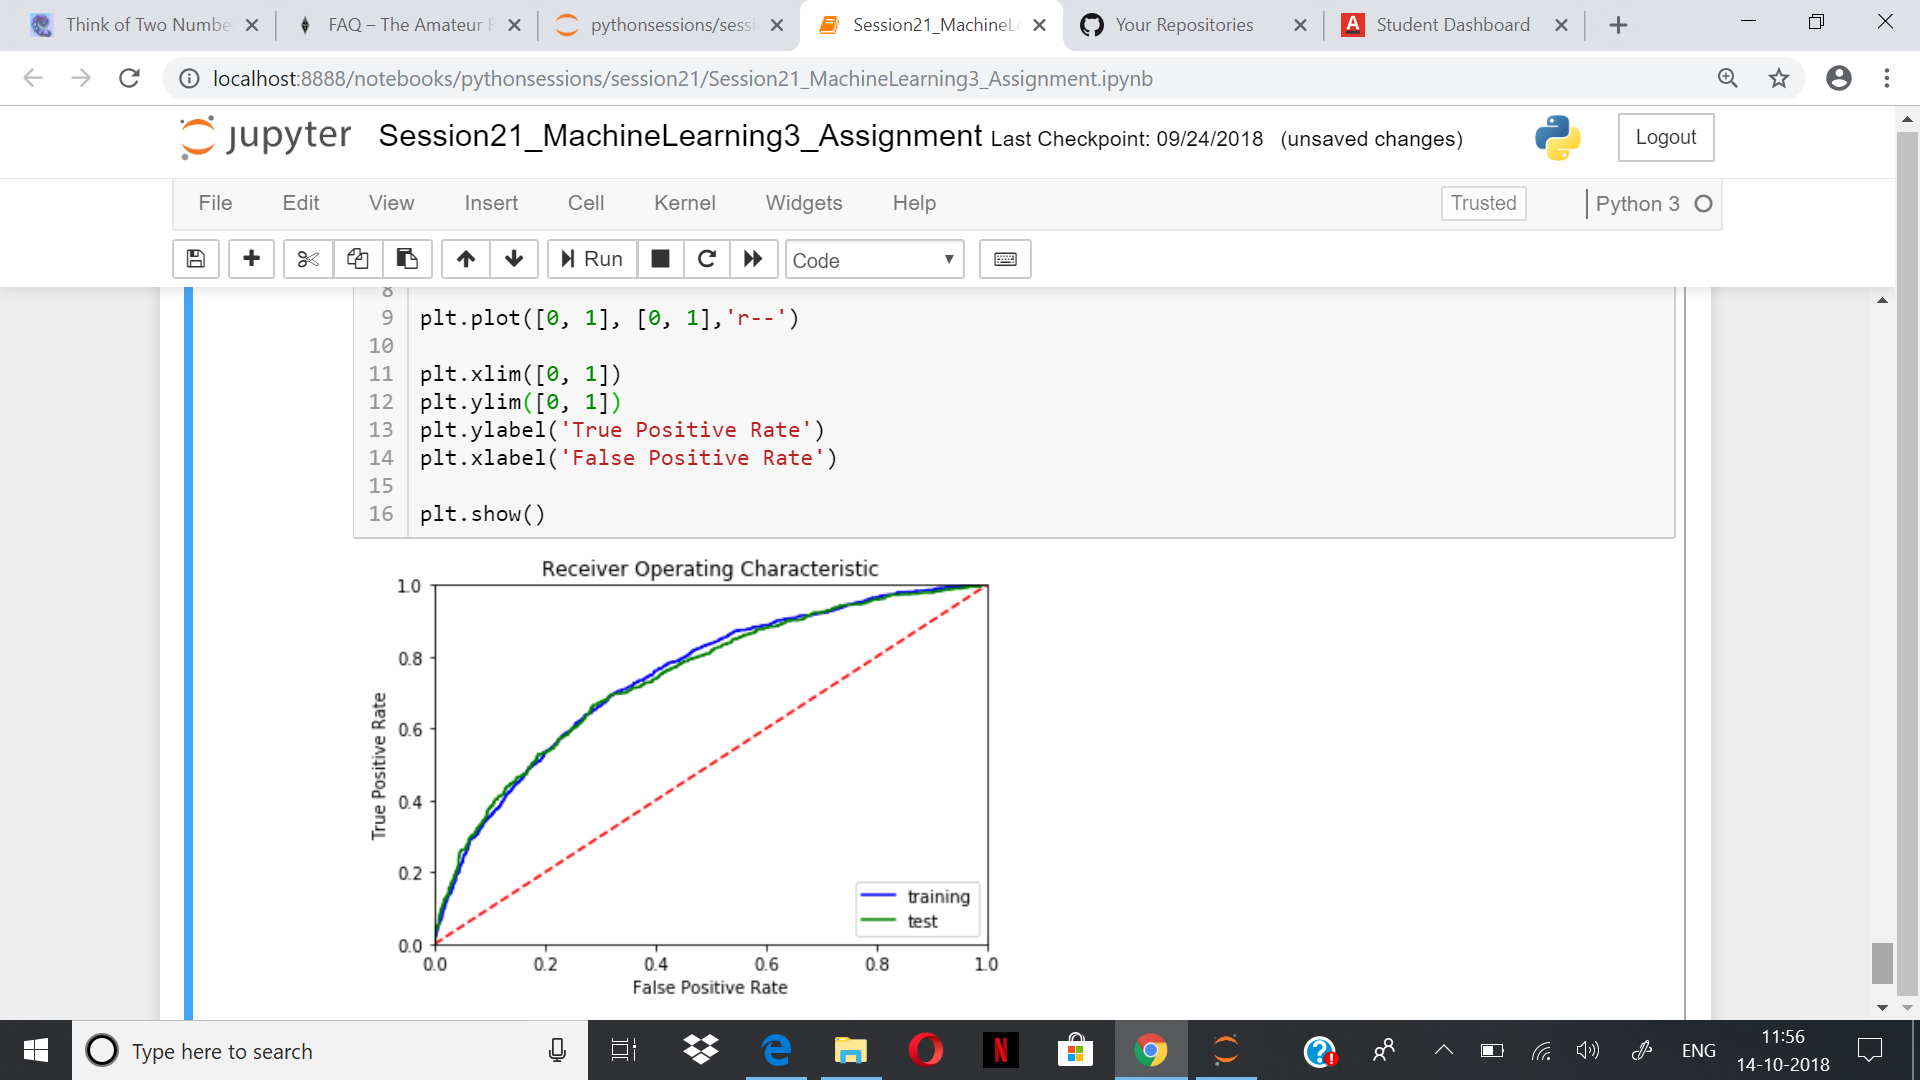 Think of Two Numbe
FAQ – The Amateur R
pythonsessions/sessi
Session21_MachineL
Your Repositories
Student Dashboard
localhost:8888/notebooks/pythonsessions/session21/Session21_MachineLearning3_Assignment.ipynb
jupyter Session21_MachineLearning3_Assignment Last Checkpoint: 09/24/2018 (unsaved changes)
Logout
File Edit View Insert Cell Kernel Widgets Help
Trusted
Python 3
Run
Code
8
9 plt.plot([0, 1], [0, 1],'r--')
10
11 plt.xlim([0, 1])
12 plt.ylim([0, 1])
13 plt.ylabel('True Positive Rate')
14 plt.xlabel('False Positive Rate')
15
16 plt.show()
Receiver Operating Characteristic
1.0
0.8
0.6
0.4
0.2
0.0
True Positive Rate
training
test
0.0 0.2 0.4 0.6 0.8 1.0
False Positive Rate
Type here to search
ENG
11:56
14-10-2018